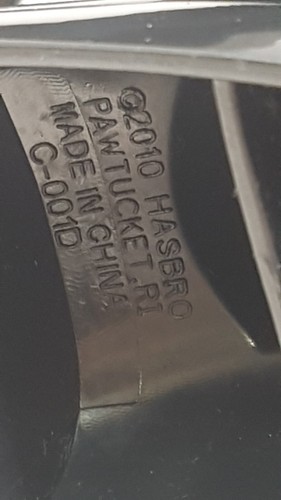 ©2010 HASBRO
PAWTUCKET.RI
MADE IN CHINA
C-001D